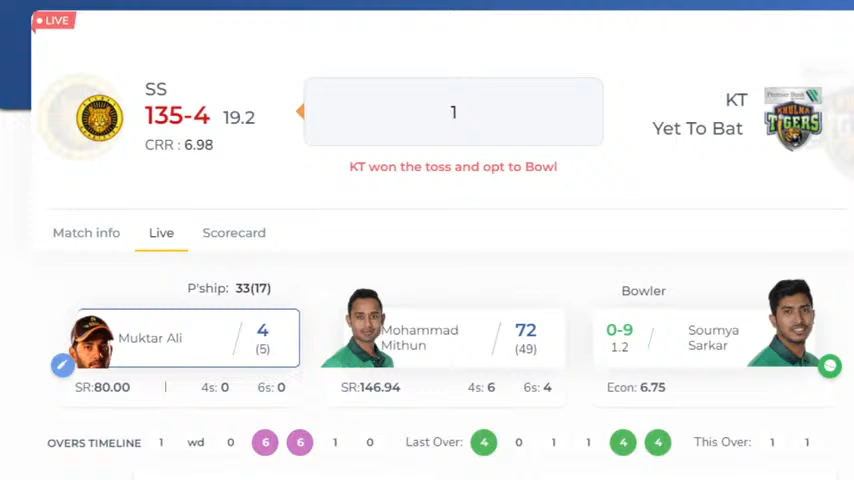 LIVE
SS
135-4 19.2
CRR : 6.98
1
KT
Yet To Bat
Premier Bank
KHULNA
TIGERS
KT won the toss and opt to Bowl
Match info Live Scorecard
P'ship: 33(17)
Bowler
Muktar Ali 4
(5)
Mohammad
Mithun
72
(49)
0-9
1.2
Soumya
Sarkar
SR:80.00 4s: 0 6s: 0
SR:146.94 4s: 6 6s: 4
Econ: 6.75
OVERS TIMELINE 1 wd 0 6 6 1 0 Last Over: 4 0 1 1 4 4 This Over: 1 1